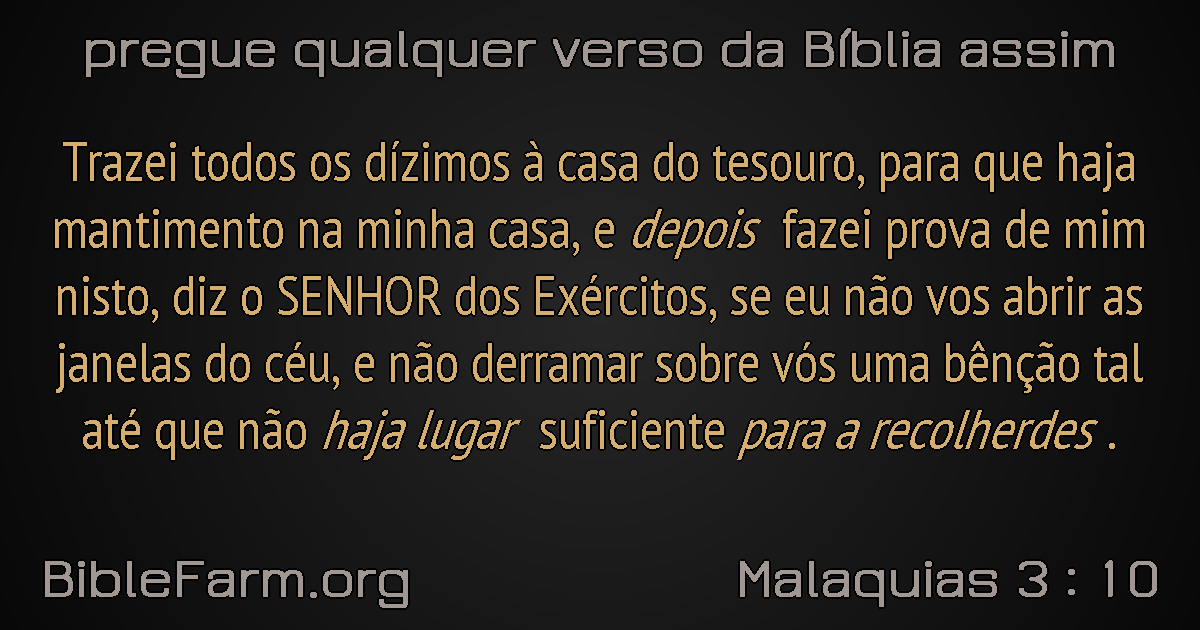 pregue qualquer verso da Bíblia assim
Trazei todos os dízimos à casa do tesouro, para que haja
mantimento na minha casa, e depois fazei prova de mim
nisto, diz o SENHOR dos Exércitos, se eu não vos abrir as
janelas do céu, e não derramar sobre vós uma bênção tal
até que não haja lugar suficiente para a recolherdes .
BibleFarm.org
Malaquias 3 : 10